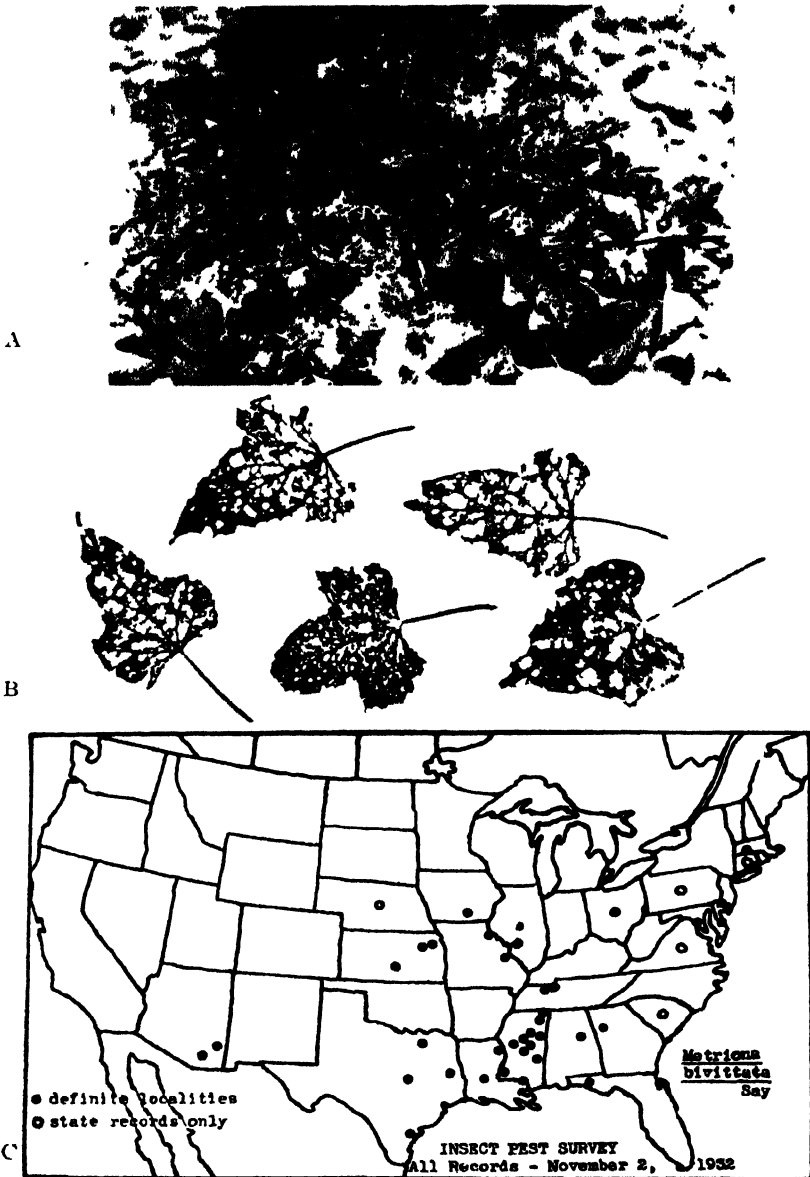 A
B
Metriona
bivittata
Say
definite localities
state records only
C
INSECT PEST SURVEY
All Records - November 2, 1932